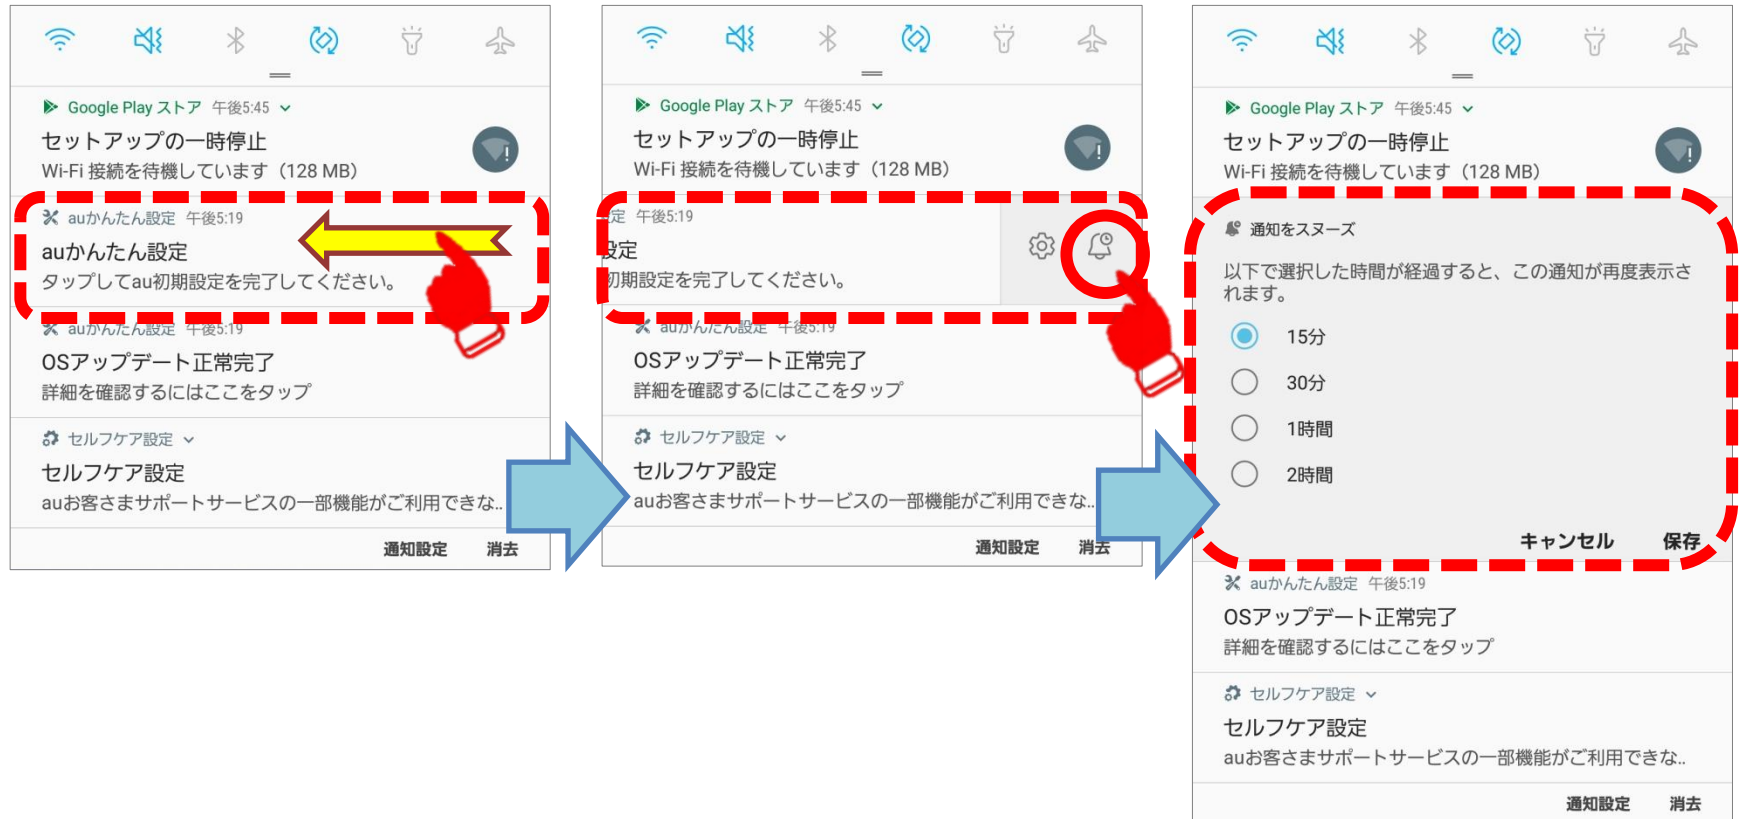 Google Play ストア 午後5:45
セットアップの一時停止
Wi-Fi 接続を待機しています（128 MB）
auかんたん設定 午後5:19
auかんたん設定
タップしてau初期設定を完了してください。
auかんたん設定 午後5:19
OSアップデート正常完了
詳細を確認するにはここをタップ
セルフケア設定
セルフケア設定
auお客さまサポートサービスの一部機能がご利用できな..
通知設定 消去
Google Play ストア 午後5:45
セットアップの一時停止
Wi-Fi 接続を待機しています（128 MB）
定 午後5:19
設定
初期設定を完了してください。
auかんたん設定 午後5:19
OSアップデート正常完了
詳細を確認するにはここをタップ
セルフケア設定
セルフケア設定
auお客さまサポートサービスの一部機能がご利用できな..
通知設定 消去
Google Play ストア 午後5:45
セットアップの一時停止
Wi-Fi 接続を待機しています（128 MB）
通知をスヌーズ
以下で選択した時間が経過すると、この通知が再度表示さ
れます。
15分
30分
1時間
2時間
キャンセル 保存
auかんたん設定 午後5:19
OSアップデート正常完了
詳細を確認するにはここをタップ
セルフケア設定
セルフケア設定
auお客さまサポートサービスの一部機能がご利用できな..
通知設定 消去